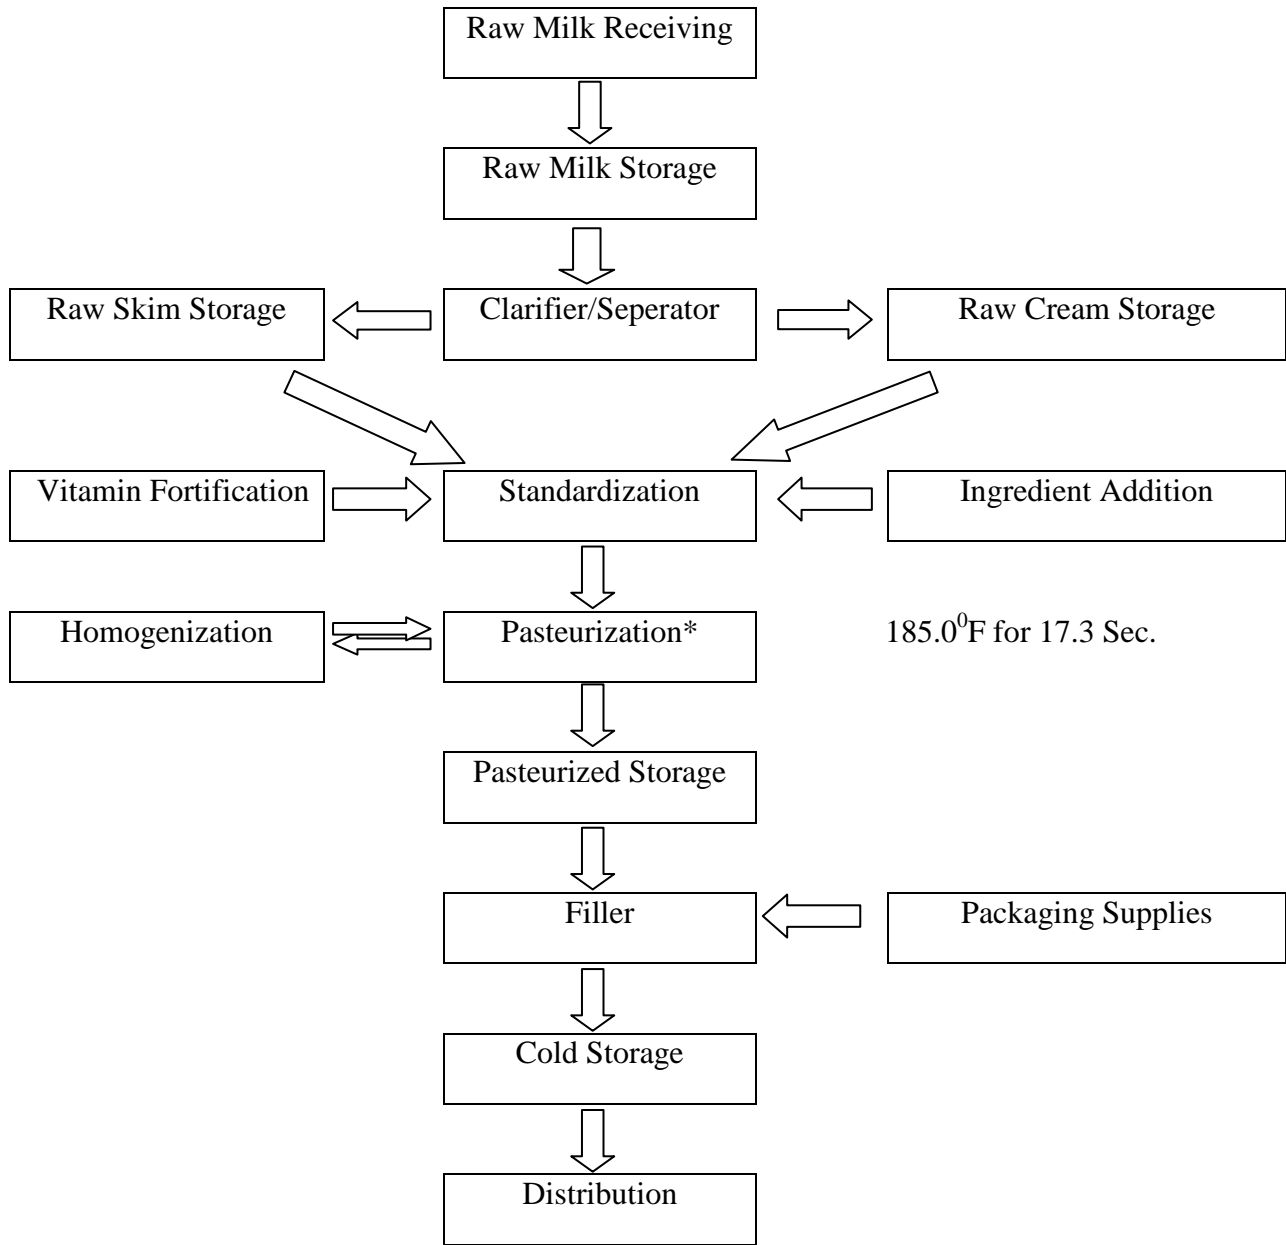 Raw Milk Receiving
Raw Milk Storage
Raw Skim Storage
Clarifier/Seperator
Raw Cream Storage
Vitamin Fortification
Standardization
Ingredient Addition
Homogenization
Pasteurization*
185.0⁰F for 17.3 Sec.
Pasteurized Storage
Filler
Packaging Supplies
Cold Storage
Distribution